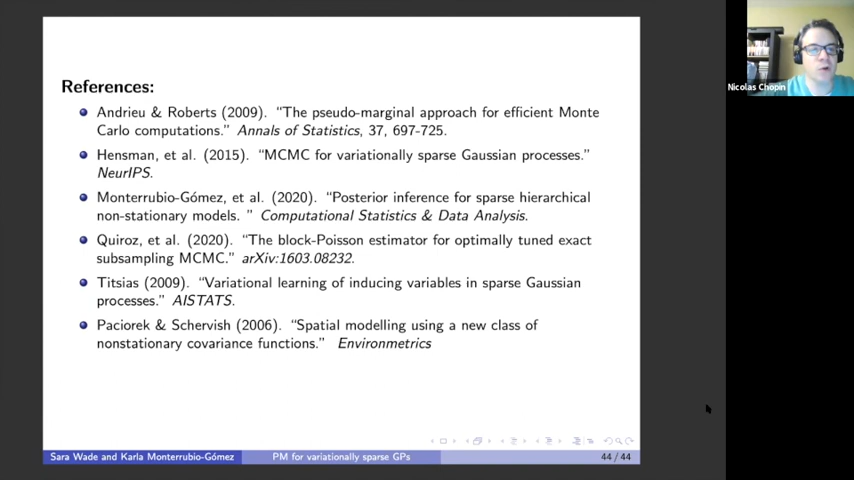 References:
Andrieu & Roberts (2009). “The pseudo-marginal approach for efficient Monte
Carlo computations.” Annals of Statistics, 37, 697-725.
Hensman, et al. (2015). “MCMC for variationally sparse Gaussian processes.”
NeurIPS.
Monterrubio-Gómez, et al. (2020). “Posterior inference for sparse hierarchical
non-stationary models. ” Computational Statistics & Data Analysis.
Quiroz, et al. (2020). “The block-Poisson estimator for optimally tuned exact
subsampling MCMC.” arXiv:1603.08232.
Titsias (2009). “Variational learning of inducing variables in sparse Gaussian
processes.” AISTATS.
Paciorek & Schervish (2006). “Spatial modelling using a new class of
nonstationary covariance functions.” Environmetrics
Sara Wade and Karla Monterrubio-Gómez PM for variationally sparse GPs 44 / 44
Nicolas Chopin